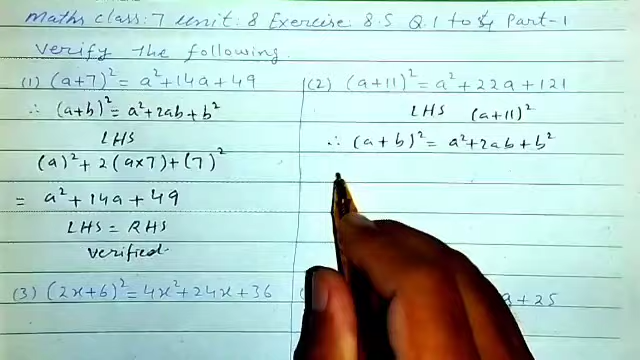 Maths class:7 unit:8 Exercise:8.5 Q.1 to 4 Part-1
Verify the following.
(1) (a+7)² = a²+14a+49
∴ (a+b)² = a²+2ab+b²
LHS
(a)²+2(a×7)+(7)²
= a²+14a+49
LHS = RHS
verified
(2) (a+11)² = a²+22a+121
LHS (a+11)²
∴ (a+b)² = a²+2ab+b²
(3) (2x+6)² = 4x²+24x+36
+25